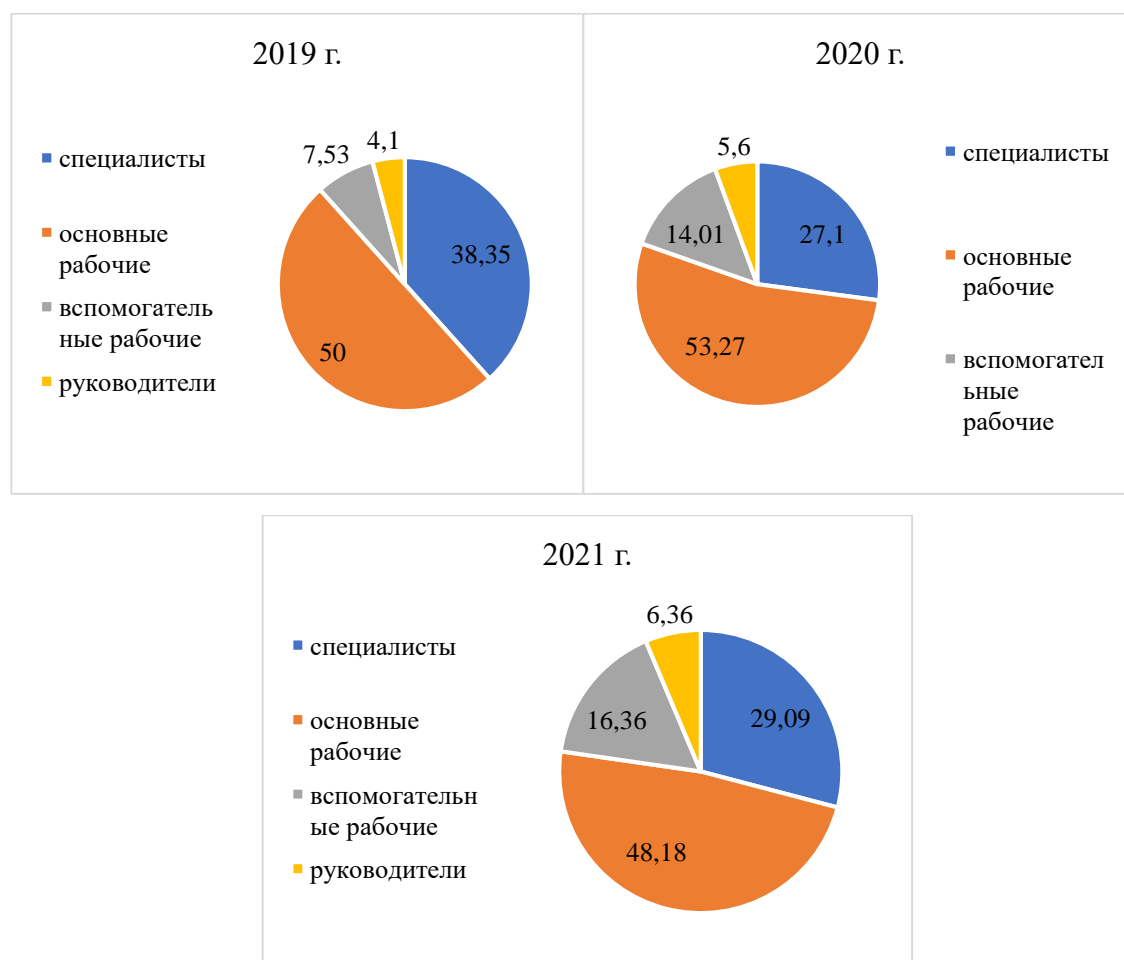 2019 г.
специалисты
основные
рабочие
вспомогатель
ные рабочие
руководители
7,53
4,1
38,35
50
2020 г.
5,6
14,01
27,1
53,27
специалисты
основные
рабочие
вспомогател
ьные
рабочие
2021 г.
специалисты
основные
рабочие
вспомогательн
ые рабочие
руководители
6,36
16,36
29,09
48,18